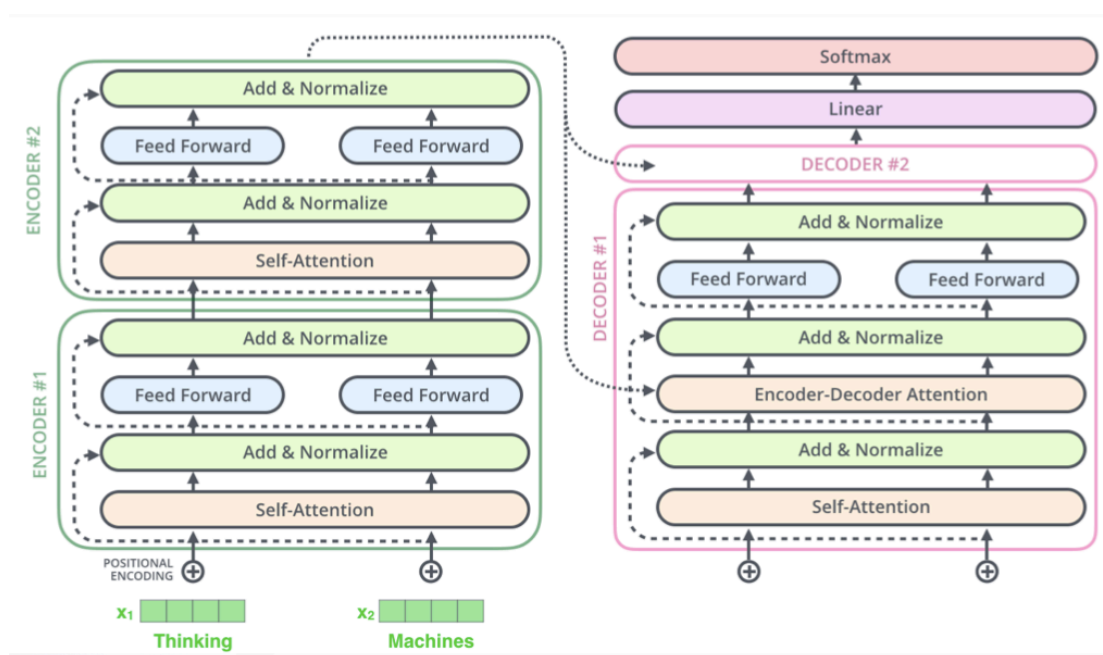 ENCODER #2
Add & Normalize
Feed Forward
Feed Forward
Add & Normalize
Self-Attention
ENCODER #1
Add & Normalize
Feed Forward
Feed Forward
Add & Normalize
Self-Attention
POSITIONAL
ENCODING
x1
x2
Thinking
Machines
Softmax
Linear
DECODER #2
DECODER #1
Add & Normalize
Feed Forward
Feed Forward
Add & Normalize
Encoder-Decoder Attention
Add & Normalize
Self-Attention